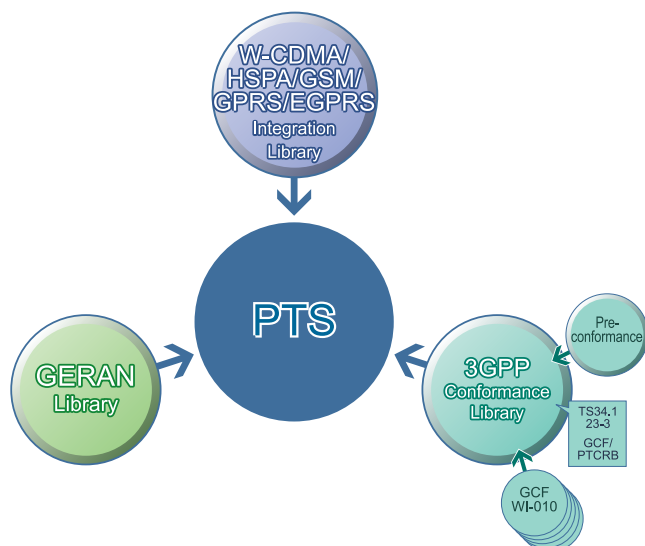 W-CDMA/
HSPA/GSM/
GPRS/EGPRS
Integration
Library
PTS
GERAN
Library
3GPP
Conformance
Library
Pre-
conformance
TS34.1
23-3
GCF/
PTCRB
GCF
WI-010